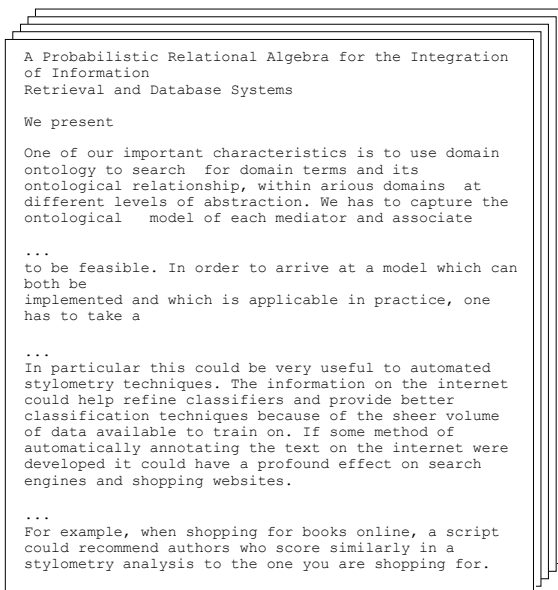 A Probabilistic Relational Algebra for the Integration
of Information
Retrieval and Database Systems
We present
One of our important characteristics is to use domain
ontology to search  for domain terms and its
ontological relationship, within arious domains  at
different levels of abstraction. We has to capture the
ontological   model of each mediator and associate
...
to be feasible. In order to arrive at a model which can
both be
implemented and which is applicable in practice, one
has to take a
...
In particular this could be very useful to automated
stylometry techniques. The information on the internet
could help refine classifiers and provide better
classification techniques because of the sheer volume
of data available to train on. If some method of
automatically annotating the text on the internet were
developed it could have a profound effect on search
engines and shopping websites.
...
For example, when shopping for books online, a script
could recommend authors who score similarly in a
stylometry analysis to the one you are shopping for.